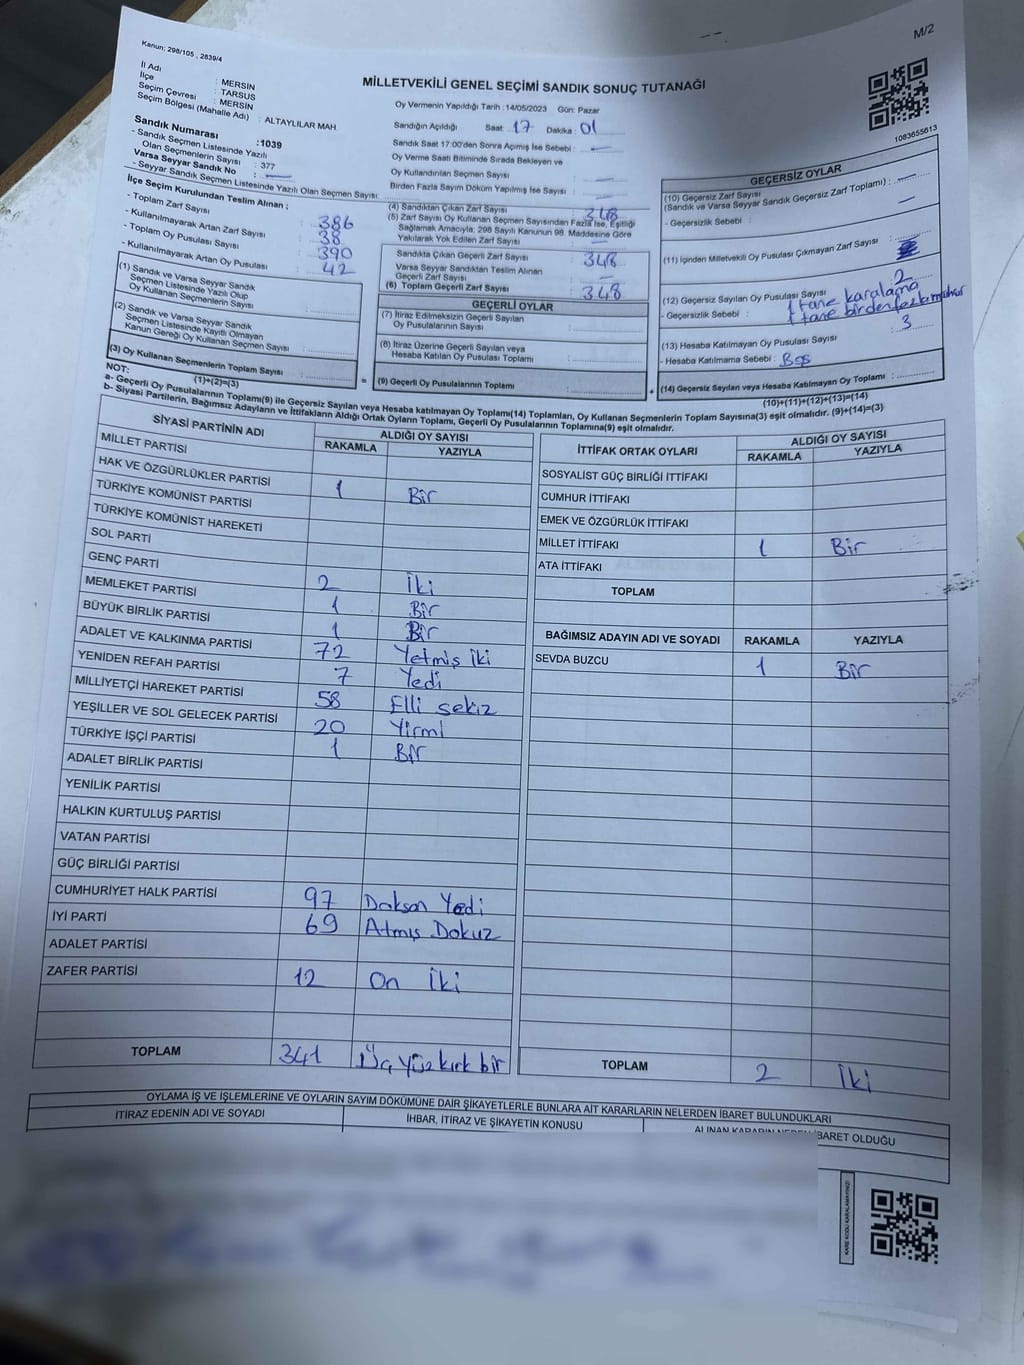 M/2
Kanun: 298/105 , 2839/4
MİLLETVEKİLİ GENEL SEÇİMİ SANDIK SONUÇ TUTANAĞI
1083655613
İl Adı : MERSİN
İlçe : TARSUS
Seçim Çevresi : MERSİN
Seçim Bölgesi (Mahalle Adı) : ALTAYLILAR MAH.
Sandık Numarası :1039
- Sandık Seçmen Listesinde Yazılı
Olan Seçmenlerin Sayısı : 377
Varsa Seyyar Sandık No :
- Seyyar Sandık Seçmen Listesinde Yazılı Olan Seçmen Sayısı
İlçe Seçim Kurulundan Teslim Alınan ;
- Toplam Zarf Sayısı : 386
- Kullanılmayarak Artan Zarf Sayısı : 38
- Toplam Oy Pusulası Sayısı : 390
- Kullanılmayarak Artan Oy Pusulası : 42
(1) Sandık ve Varsa Seyyar Sandık
Seçmen Listesinde Yazılı Olup
Oy Kullanan Seçmenlerin Sayısı :
(2) Sandık ve Varsa Seyyar Sandık
Seçmen Listesinde Kayıtlı Olmayan
Kanun Gereği Oy Kullanan Seçmen Sayısı :
(3) Oy Kullanan Seçmenlerin Toplam Sayısı :
(1)+(2)=(3)
Oy Vermenin Yapıldığı Tarih : 14/05/2023 Gün: Pazar
Sandığın Açıldığı Saat: 17 Dakika: 01
Sandık Saat 17:00'den Sonra Açımış İse Sebebi :
Oy Verme Saati Bitiminde Sırada Bekleyen ve
Oy Kullandırılan Seçmen Sayısı :
Birden Fazla Sayım Döküm Yapılmış İse Sayısı :
(4) Sandıktan Çıkan Zarf Sayısı : 348
(5) Zarf Sayısı Oy Kullanan Seçmen Sayısından Fazla İse, Eşitliği
Sağlamak Amacıyla, 298 Sayılı Kanunun 98. Maddesine Göre
Yakılarak Yok Edilen Zarf Sayısı :
Sandıkta Çıkan Geçerli Zarf Sayısı : 348
Varsa Seyyar Sandıktan Teslim Alınan
Geçerli Zarf Sayısı :
(6) Toplam Geçerli Zarf Sayısı : 348
GEÇERLİ OYLAR
(7) İtiraz Edilmeksizin Geçerli Sayılan
Oy Pusulalarının Sayısı :
(8) İtiraz Üzerine Geçerli Sayılan veya
Hesaba Katılan Oy Pusulası Toplamı :
= (9) Geçerli Oy Pusulalarının Toplamı :
GEÇERSİZ OYLAR
(10) Geçersiz Zarf Sayısı
(Sandık ve Varsa Seyyar Sandık Geçersiz Zarf Toplamı) :
- Geçersizlik Sebebi :
(11) İçinden Milletvekili Oy Pusulası Çıkmayan Zarf Sayısı :
(12) Geçersiz Sayılan Oy Pusulası Sayısı : 2
- Geçersizlik Sebebi : 1 tane karalama
1 tane birden fazla mühür
(13) Hesaba Katılmayan Oy Pusulası Sayısı : 3
- Hesaba Katılmama Sebebi : Boş
+ (14) Geçersiz Sayılan veya Hesaba Katılmayan Oy Toplamı :
(10)+(11)+(12)+(13)=(14)
NOT:
a- Geçerli Oy Pusulalarının Toplamı(9) ile Geçersiz Sayılan veya Hesaba katılmayan Oy Toplamı(14) Toplamları, Oy Kullanan Seçmenlerin Toplam Sayısına(3) eşit olmalıdır. (9)+(14)=(3)
b- Siyasi Partilerin, Bağımsız Adayların ve İttifakların Aldığı Ortak Oyların Toplamı, Geçerli Oy Pusulalarının Toplamına(9) eşit olmalıdır.
SİYASİ PARTİNİN ADI ALDIĞI OY SAYISI
RAKAMLA YAZIYLA
MİLLET PARTİSİ
HAK VE ÖZGÜRLÜKLER PARTİSİ
TÜRKİYE KOMÜNİST PARTİSİ 1 Bir
TÜRKİYE KOMÜNİST HAREKETİ
SOL PARTİ
GENÇ PARTİ
MEMLEKET PARTİSİ 2 İki
BÜYÜK BİRLİK PARTİSİ 1 Bir
1 Bir
ADALET VE KALKINMA PARTİSİ 72 Yetmiş iki
YENİDEN REFAH PARTİSİ 7 Yedi
MİLLİYETÇİ HAREKET PARTİSİ 58 Elli sekiz
YEŞİLLER VE SOL GELECEK PARTİSİ 20 Yirmi
TÜRKİYE İŞÇİ PARTİSİ 1 Bir
ADALET BİRLİK PARTİSİ
YENİLİK PARTİSİ
HALKIN KURTULUŞ PARTİSİ
VATAN PARTİSİ
GÜÇ BİRLİĞİ PARTİSİ
CUMHURİYET HALK PARTİSİ 97 Doksan Yedi
İYİ PARTİ 69 Atmış Dokuz
ADALET PARTİSİ
ZAFER PARTİSİ 12 On İki
TOPLAM 341 Üç yüz kırk bir
İTTİFAK ORTAK OYLARI ALDIĞI OY SAYISI
RAKAMLA YAZIYLA
SOSYALİST GÜÇ BİRLİĞİ İTTİFAKI
CUMHUR İTTİFAKI
EMEK VE ÖZGÜRLÜK İTTİFAKI
MİLLET İTTİFAKI 1 Bir
ATA İTTİFAKI
TOPLAM
BAĞIMSIZ ADAYIN ADI VE SOYADI RAKAMLA YAZIYLA
SEVDA BUZCU 1 Bir
TOPLAM 2 İki
OYLAMA İŞ VE İŞLEMLERİNE VE OYLARIN SAYIM DÖKÜMÜNE DAİR ŞİKAYETLERLE BUNLARA AİT KARARLARIN NELERDEN İBARET BULUNDUKLARI
İTİRAZ EDENİN ADI VE SOYADI İHBAR, İTİRAZ VE ŞİKAYETİN KONUSU ALINAN KARARIN NEDEN İBARET OLDUĞU
KARE KODU KARALAMAYINIZ!